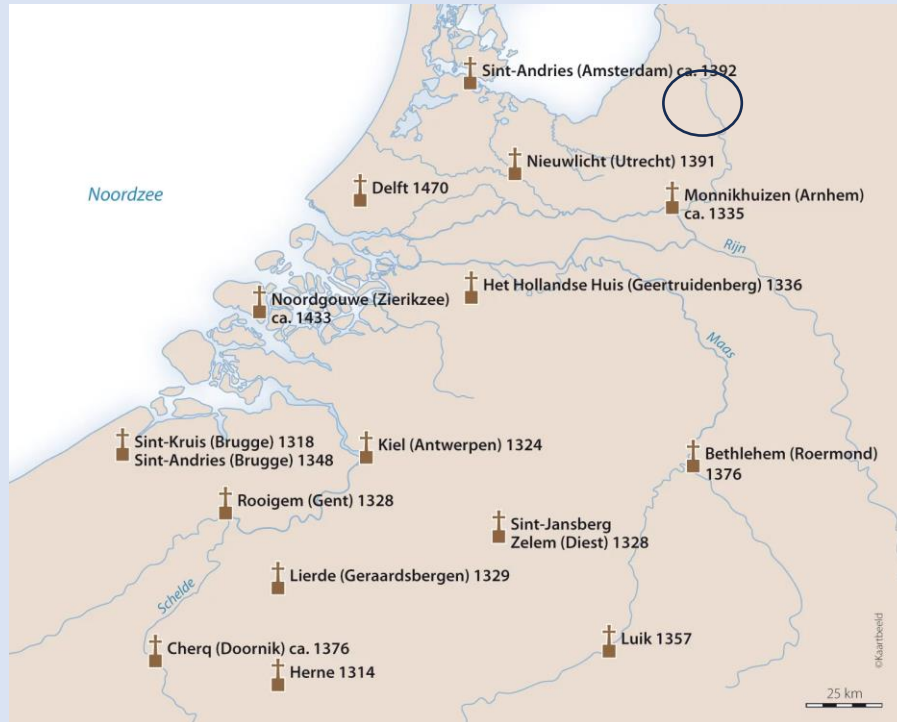 Sint-Andries (Amsterdam) ca. 1392
Nieuwlicht (Utrecht) 1391
Delft 1470
Monnikhuizen (Arnhem)
ca. 1335
Noordzee
Rijn
Het Hollandse Huis (Geertruidenberg) 1336
Noordgouwe (Zierikzee)
ca. 1433
Maas
Sint-Kruis (Brugge) 1318
Sint-Andries (Brugge) 1348
Kiel (Antwerpen) 1324
Bethlehem (Roermond)
1376
Rooigem (Gent) 1328
Sint-Jansberg
Zelem (Diest) 1328
Lierde (Geraardsbergen) 1329
Schelde
Cherq (Doornik) ca. 1376
Luik 1357
Herne 1314
©Kaartbeeld
25 km